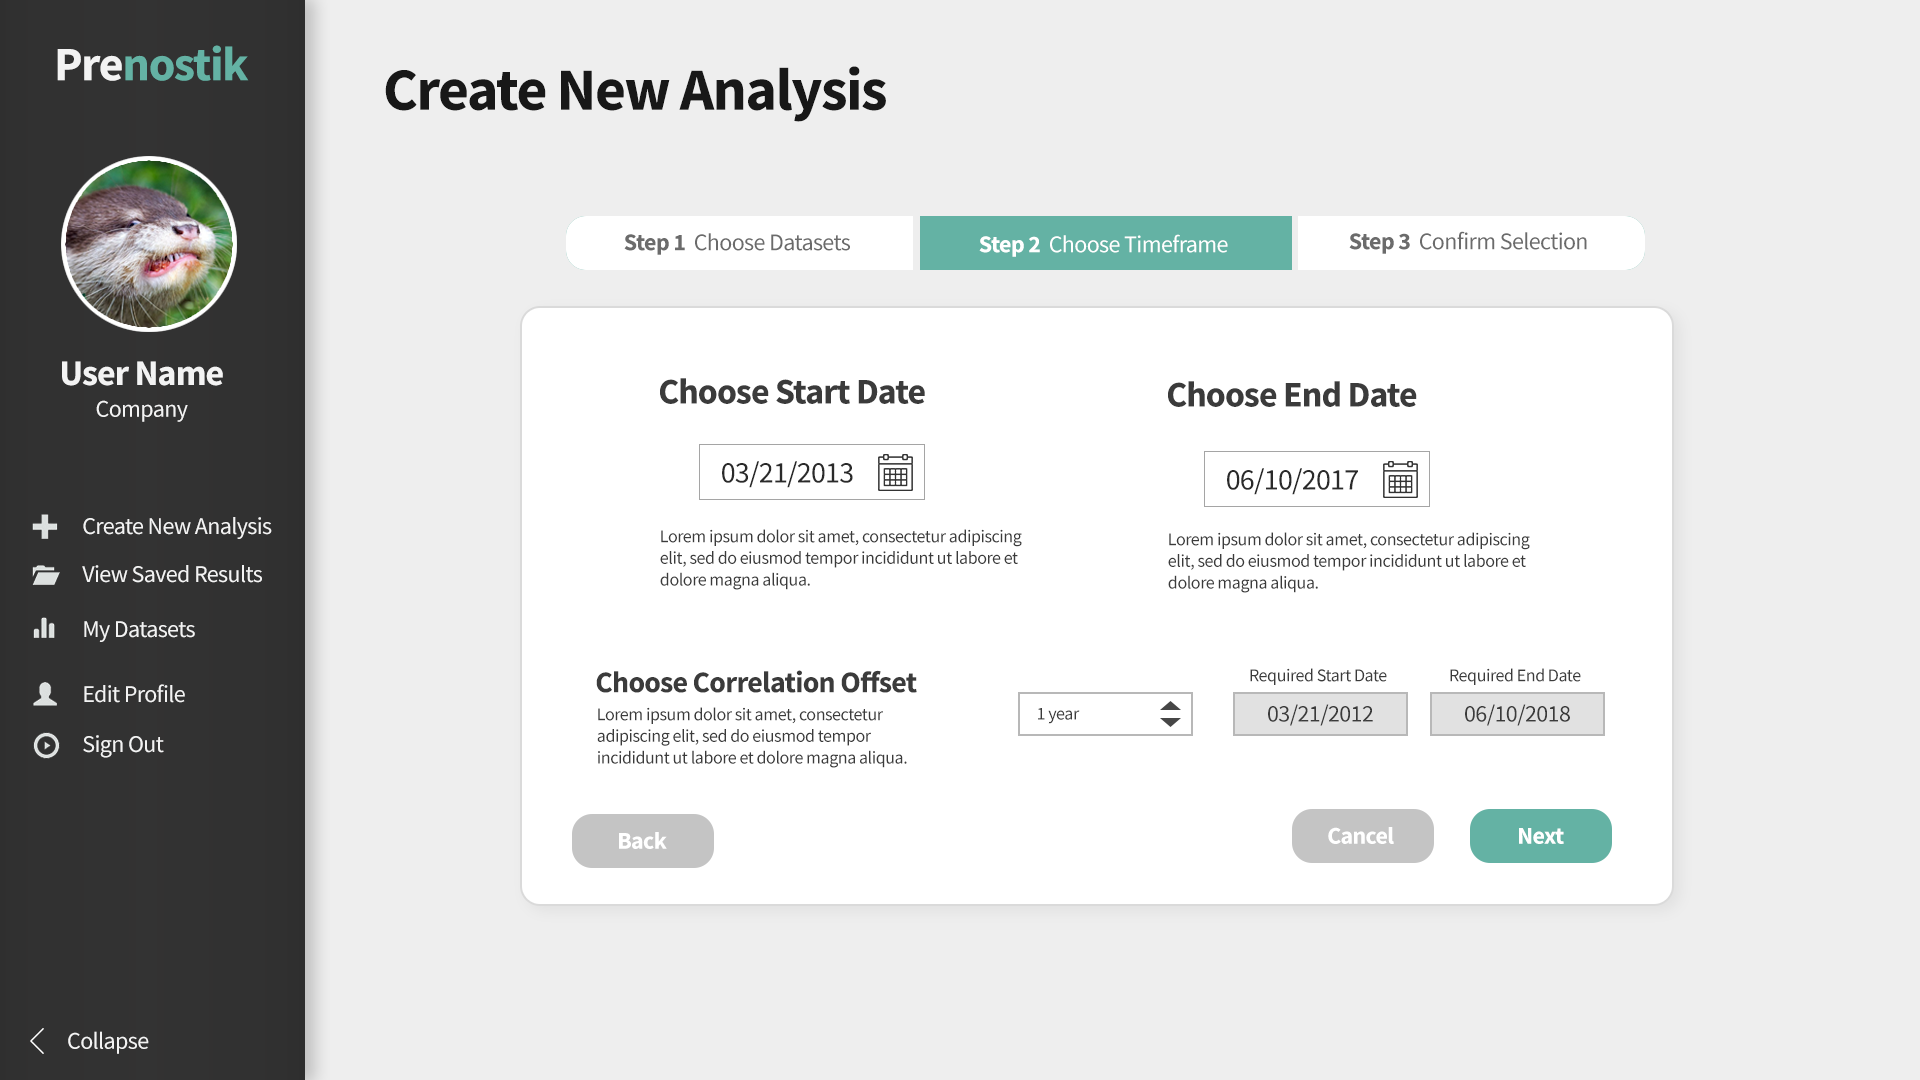 Prenostik
User Name
Company
Create New Analysis
View Saved Results
My Datasets
Edit Profile
Sign Out
Collapse
Create New Analysis
Step 1 Choose Datasets
Step 2 Choose Timeframe
Step 3 Confirm Selection
Choose Start Date
03/21/2013
Lorem ipsum dolor sit amet, consectetur adipiscing
elit, sed do eiusmod tempor incididunt ut labore et
dolore magna aliqua.
Choose End Date
06/10/2017
Lorem ipsum dolor sit amet, consectetur adipiscing
elit, sed do eiusmod tempor incididunt ut labore et
dolore magna aliqua.
Choose Correlation Offset
Lorem ipsum dolor sit amet, consectetur
adipiscing elit, sed do eiusmod tempor
incididunt ut labore et dolore magna aliqua.
1 year
Required Start Date
03/21/2012
Required End Date
06/10/2018
Back
Cancel
Next